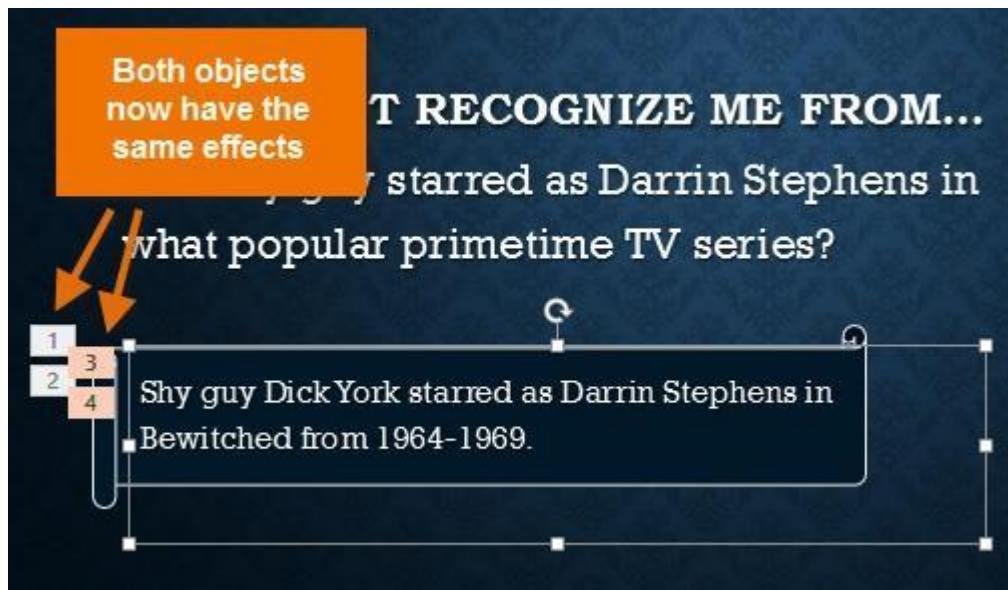 Both objects
now have the
same effects
T RECOGNIZE ME FROM...
starred as Darrin Stephens in
what popular primetime TV series?
1
3
2
4
Shy guy Dick York starred as Darrin Stephens in
Bewitched from 1964-1969.